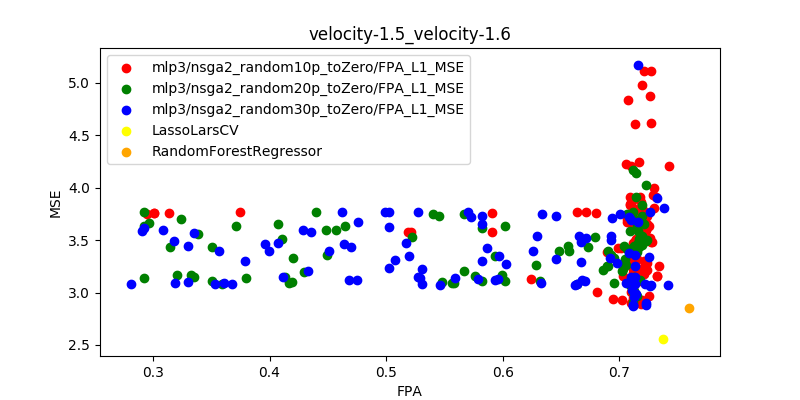 velocity-1.5_velocity-1.6
mlp3/nsga2_random10p_toZero/FPA_L1_MSE
mlp3/nsga2_random20p_toZero/FPA_L1_MSE
mlp3/nsga2_random30p_toZero/FPA_L1_MSE
LassoLarsCV
RandomForestRegressor
MSE
5.0
4.5
4.0
3.5
3.0
2.5
0.3 0.4 0.5 0.6 0.7
FPA